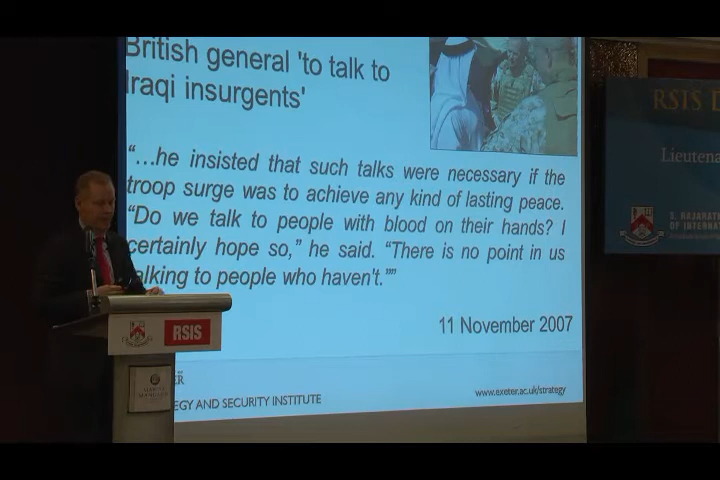 British general 'to talk to
Iraqi insurgents'
“…he insisted that such talks were necessary if the
troop surge was to achieve any kind of lasting peace.
“Do we talk to people with blood on their hands? I
certainly hope so,” he said. “There is no point in us
talking to people who haven't.””
11 November 2007
EGY AND SECURITY INSTITUTE
www.exeter.ac.uk/strategy
RSIS D
Lieutena
S. RAJARATN
OF INTERNAT
RSIS